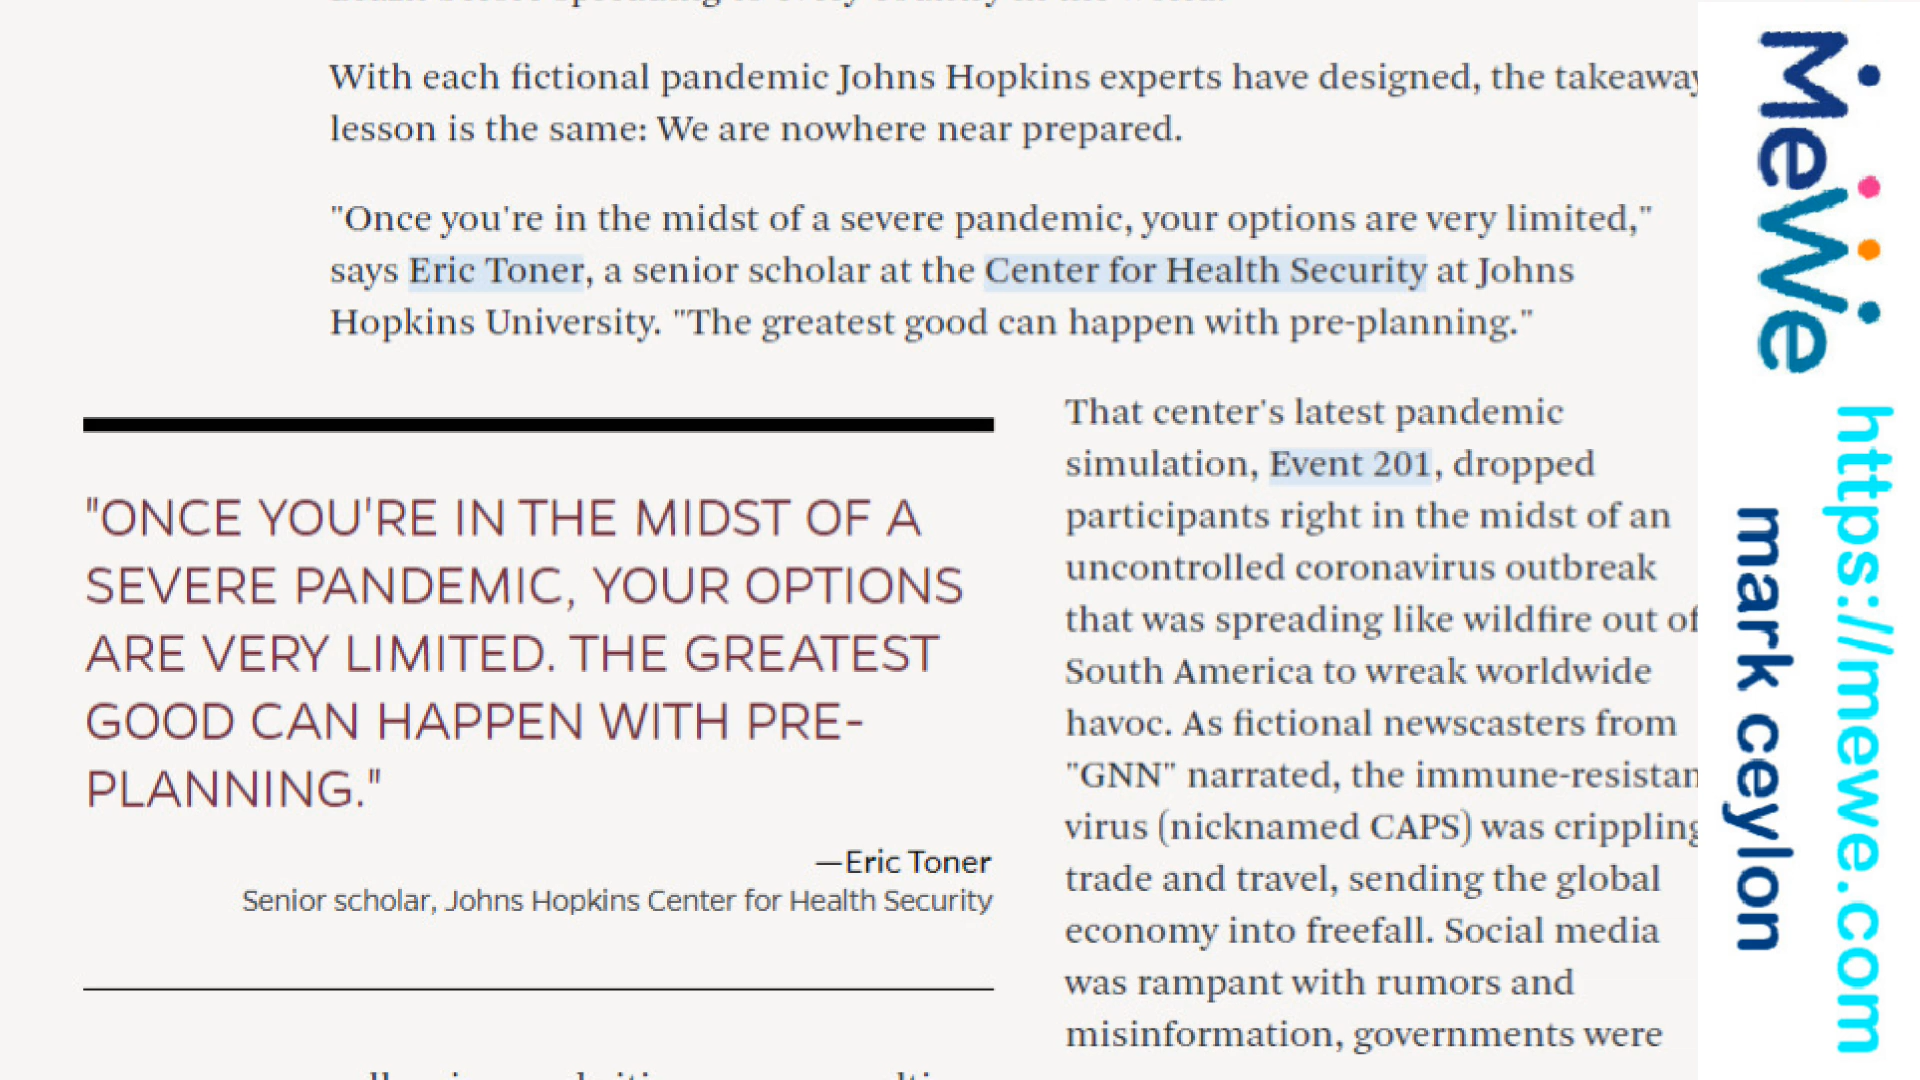 With each fictional pandemic Johns Hopkins experts have designed, the takeaway
lesson is the same: We are nowhere near prepared.
"Once you're in the midst of a severe pandemic, your options are very limited,"
says Eric Toner, a senior scholar at the Center for Health Security at Johns
Hopkins University. "The greatest good can happen with pre-planning."
"ONCE YOU'RE IN THE MIDST OF A
SEVERE PANDEMIC, YOUR OPTIONS
ARE VERY LIMITED. THE GREATEST
GOOD CAN HAPPEN WITH PRE-
PLANNING."
—Eric Toner
Senior scholar, Johns Hopkins Center for Health Security
That center's latest pandemic
simulation, Event 201, dropped
participants right in the midst of an
uncontrolled coronavirus outbreak
that was spreading like wildfire out of
South America to wreak worldwide
havoc. As fictional newscasters from
"GNN" narrated, the immune-resistan
virus (nicknamed CAPS) was crippling
trade and travel, sending the global
economy into freefall. Social media
was rampant with rumors and
misinformation, governments were
MeWe
https://mewe.com
mark ceylon